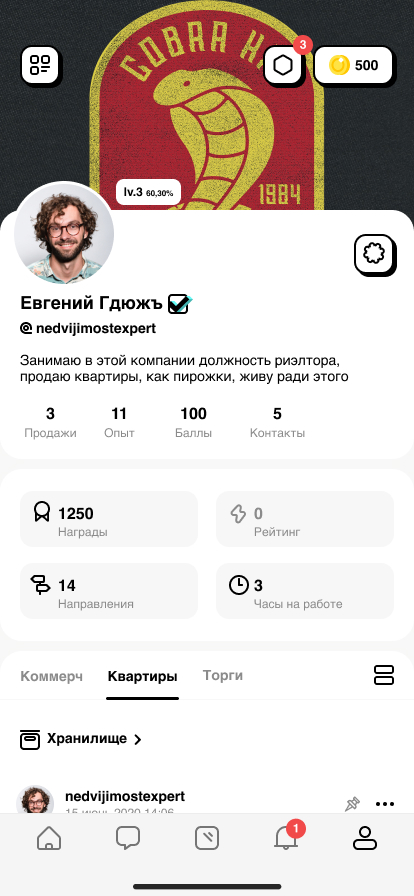 COBRA K
3
500
1984
lv.3 60,30%
Евгений Гдюжъ
@ nedvijimostexpert
Занимаю в этой компании должность риэлтора,
продаю квартиры, как пирожки, живу ради этого
3 11 100 5
Продажи Опыт Баллы Контакты
1250 0
Награды Рейтинг
14 3
Направления Часы на работе
Коммерч Квартиры Торги
Хранилище
nedvijimostexpert
15 июнь 2020 14:06
1